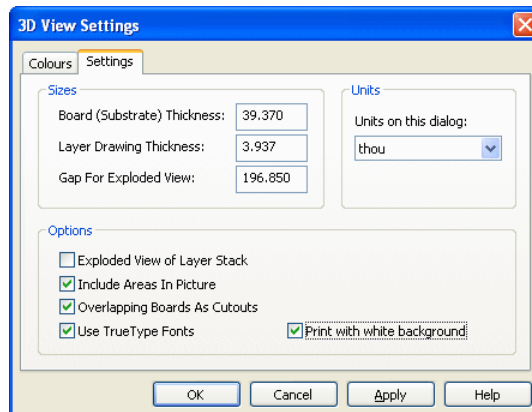 3D View Settings
Colours Settings
Sizes
Board (Substrate) Thickness: 39.370
Layer Drawing Thickness: 3.937
Gap For Exploded View: 196.850
Units
Units on this dialog:
thou
Options
Exploded View of Layer Stack
Include Areas In Picture
Overlapping Boards As Cutouts
Use TrueType Fonts Print with white background
OK Cancel Apply Help